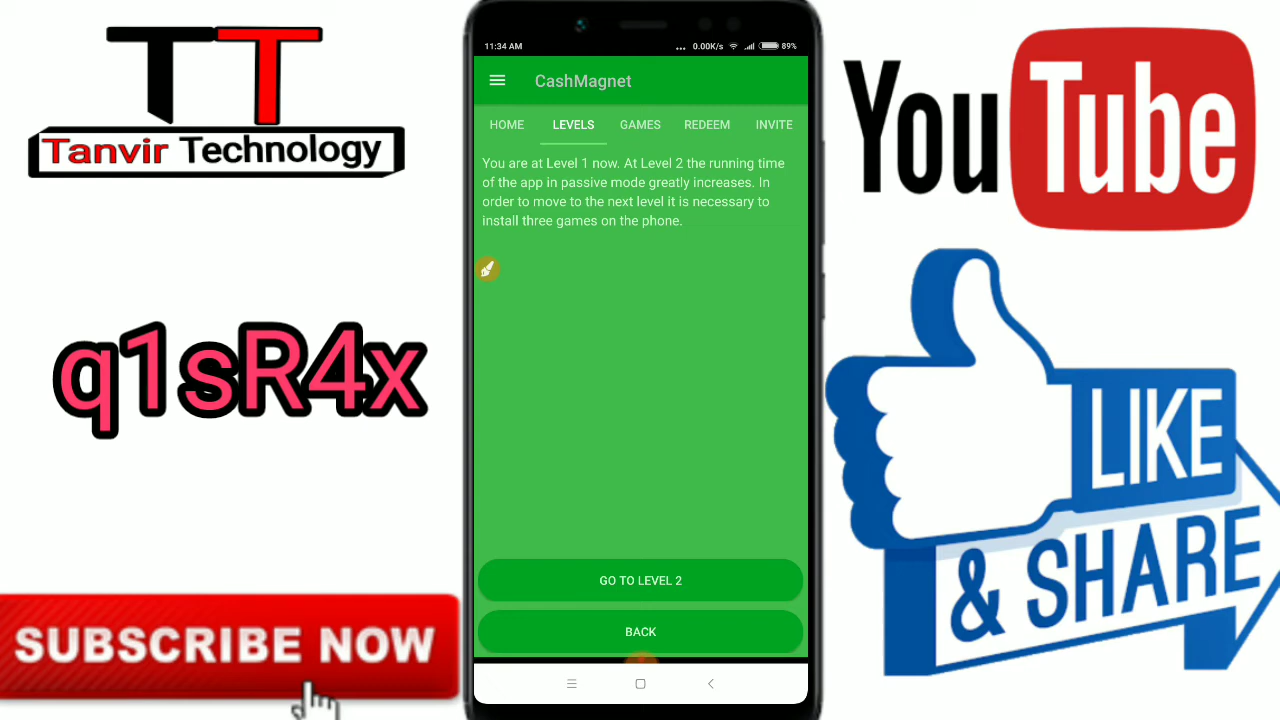 TT
Tanvir Technology
q1sR4x
SUBSCRIBE NOW
11:34 AM
... 0.00K/s 89%
CashMagnet
HOME LEVELS GAMES REDEEM INVITE
You are at Level 1 now. At Level 2 the running time
of the app in passive mode greatly increases. In
order to move to the next level it is necessary to
install three games on the phone.
GO TO LEVEL 2
BACK
YouTube
LIKE
& SHARE